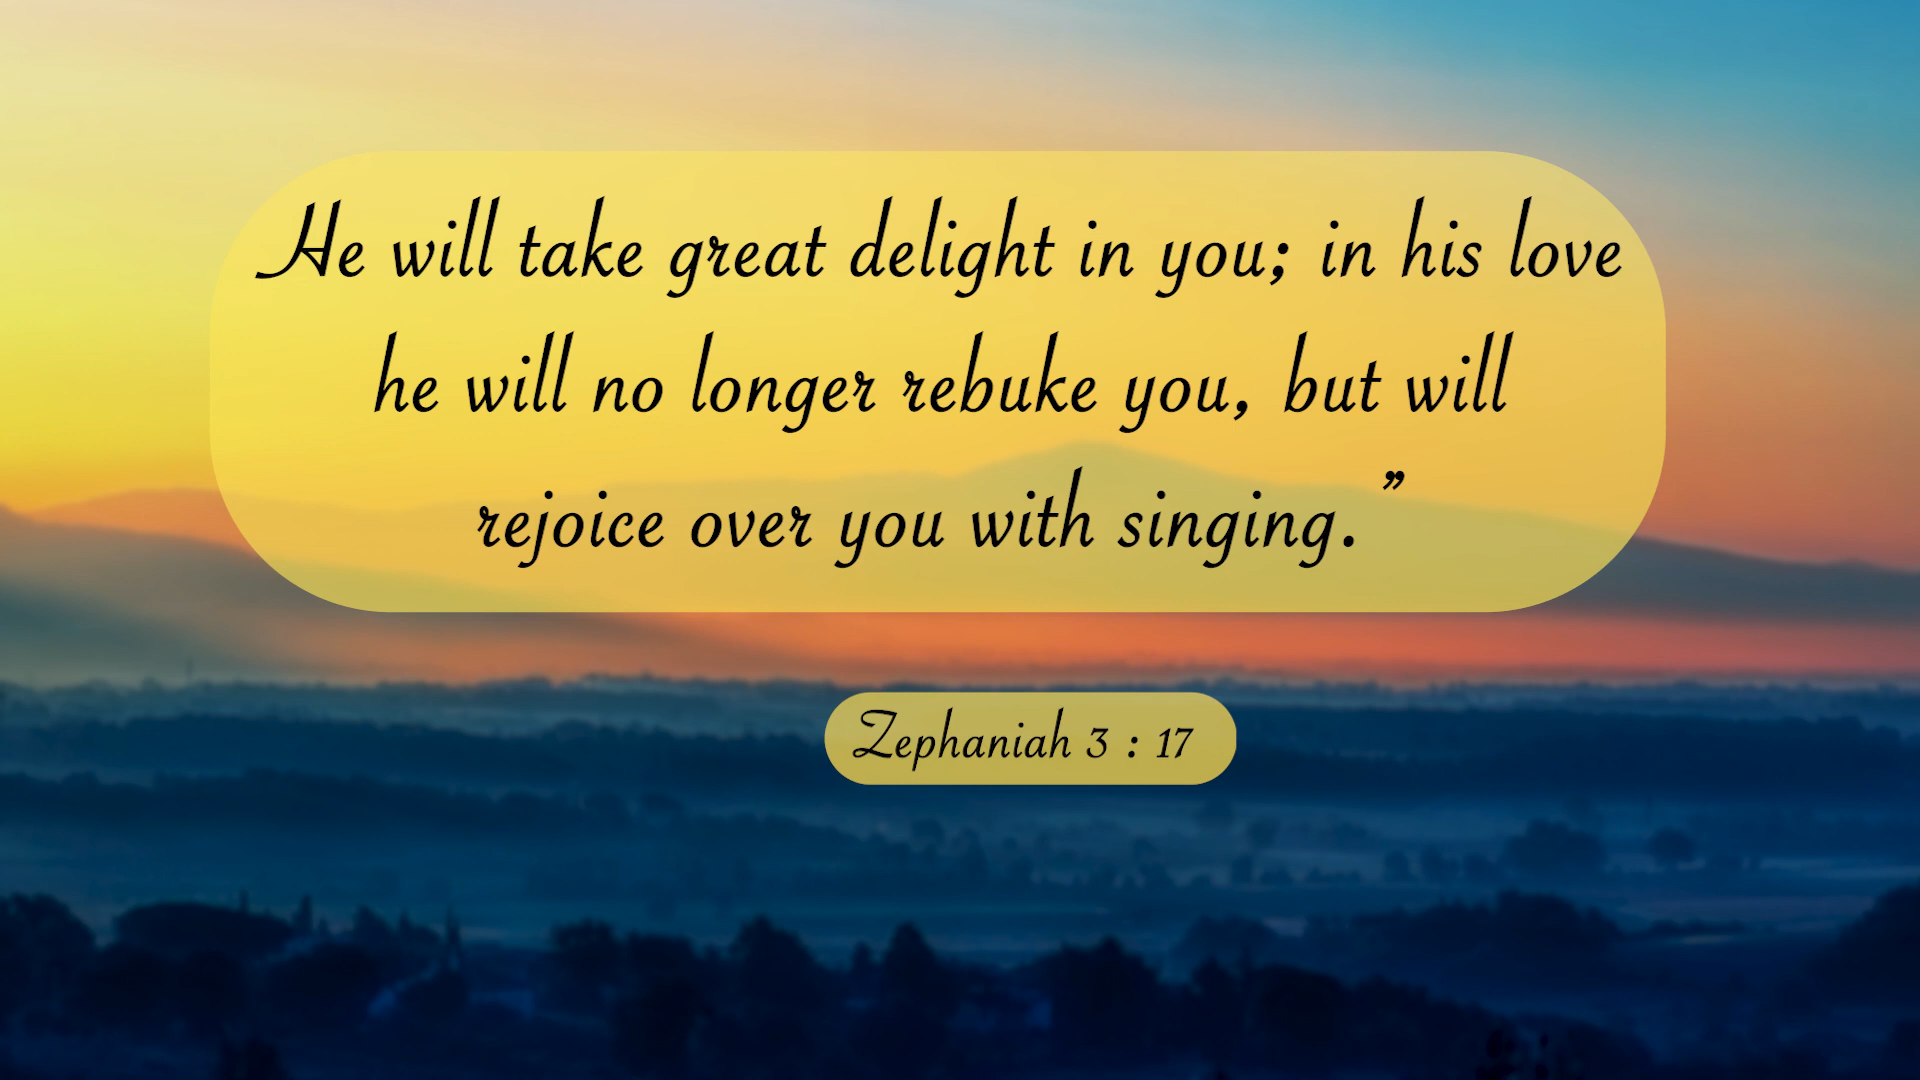 He will take great delight in you; in his love
he will no longer rebuke you, but will
rejoice over you with singing.”
Zephaniah 3 : 17